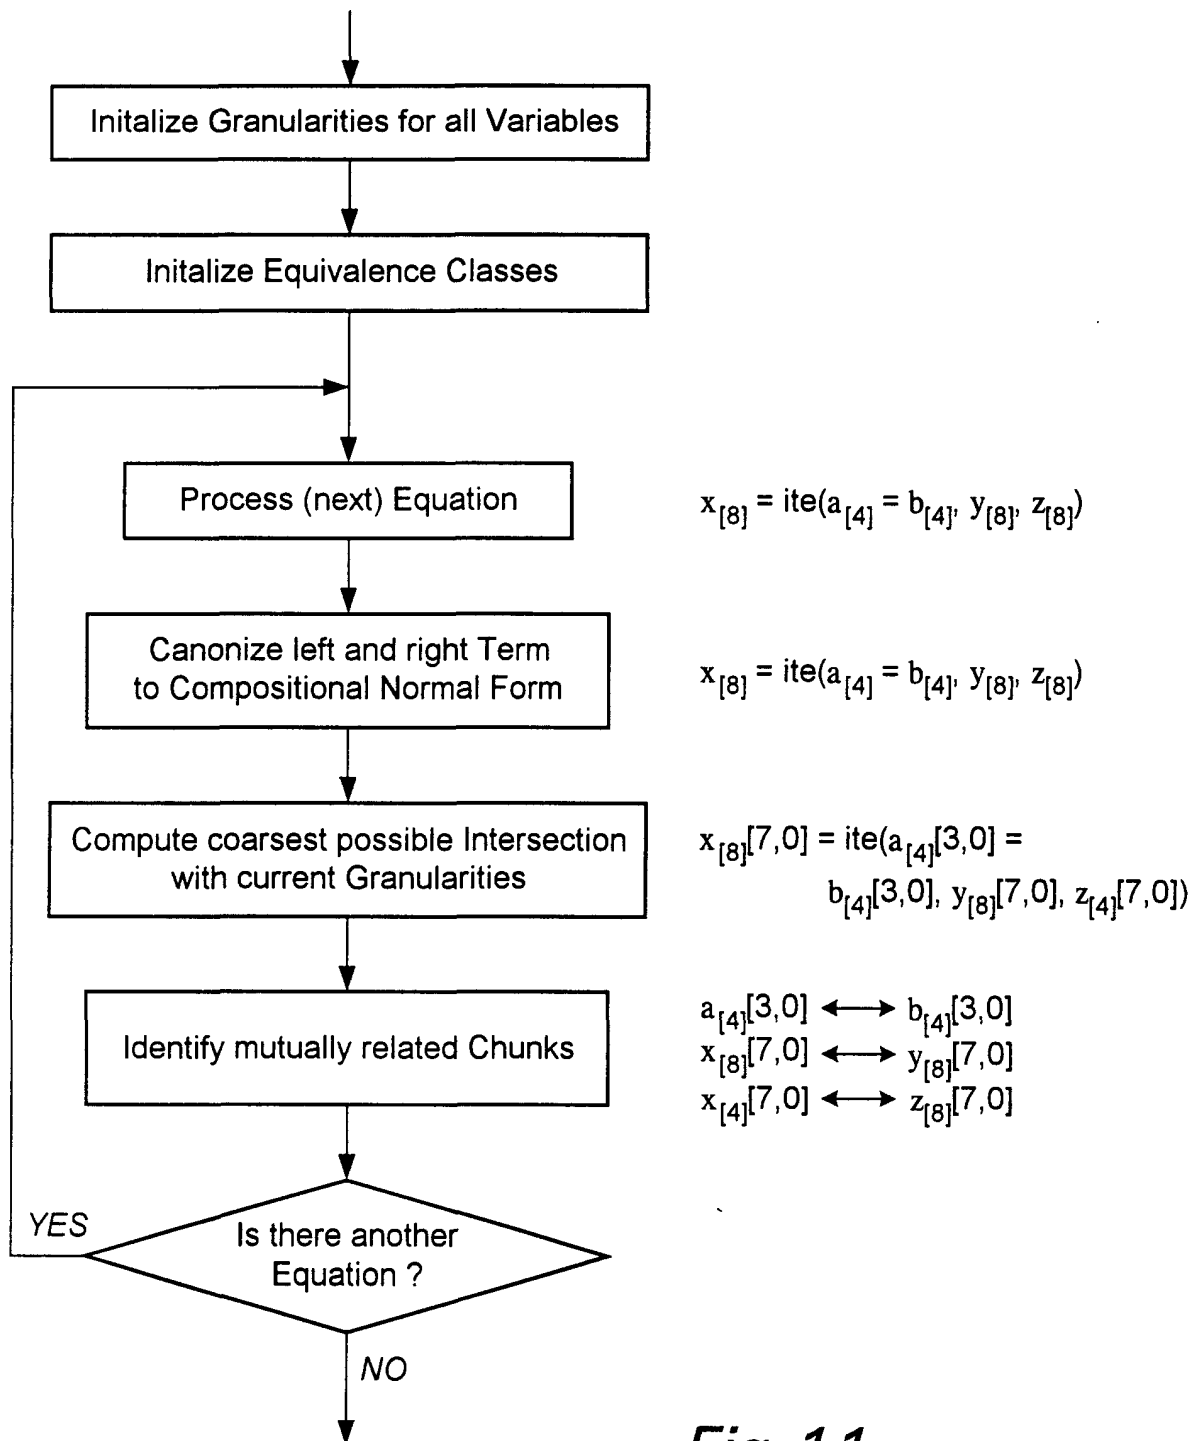 Initalize Granularities for all Variables
Initalize Equivalence Classes
Process (next) Equation
x[8] = ite(a[4] = b[4], y[8], z[8])
Canonize left and right Term
to Compositional Normal Form
x[8] = ite(a[4] = b[4], y[8], z[8])
Compute coarsest possible Intersection
with current Granularities
x[8][7,0] = ite(a[4][3,0] =
b[4][3,0], y[8][7,0], z[4][7,0])
Identify mutually related Chunks
a[4][3,0] ↔ b[4][3,0]
x[8][7,0] ↔ y[8][7,0]
x[4][7,0] ↔ z[8][7,0]
YES
Is there another
Equation ?
NO